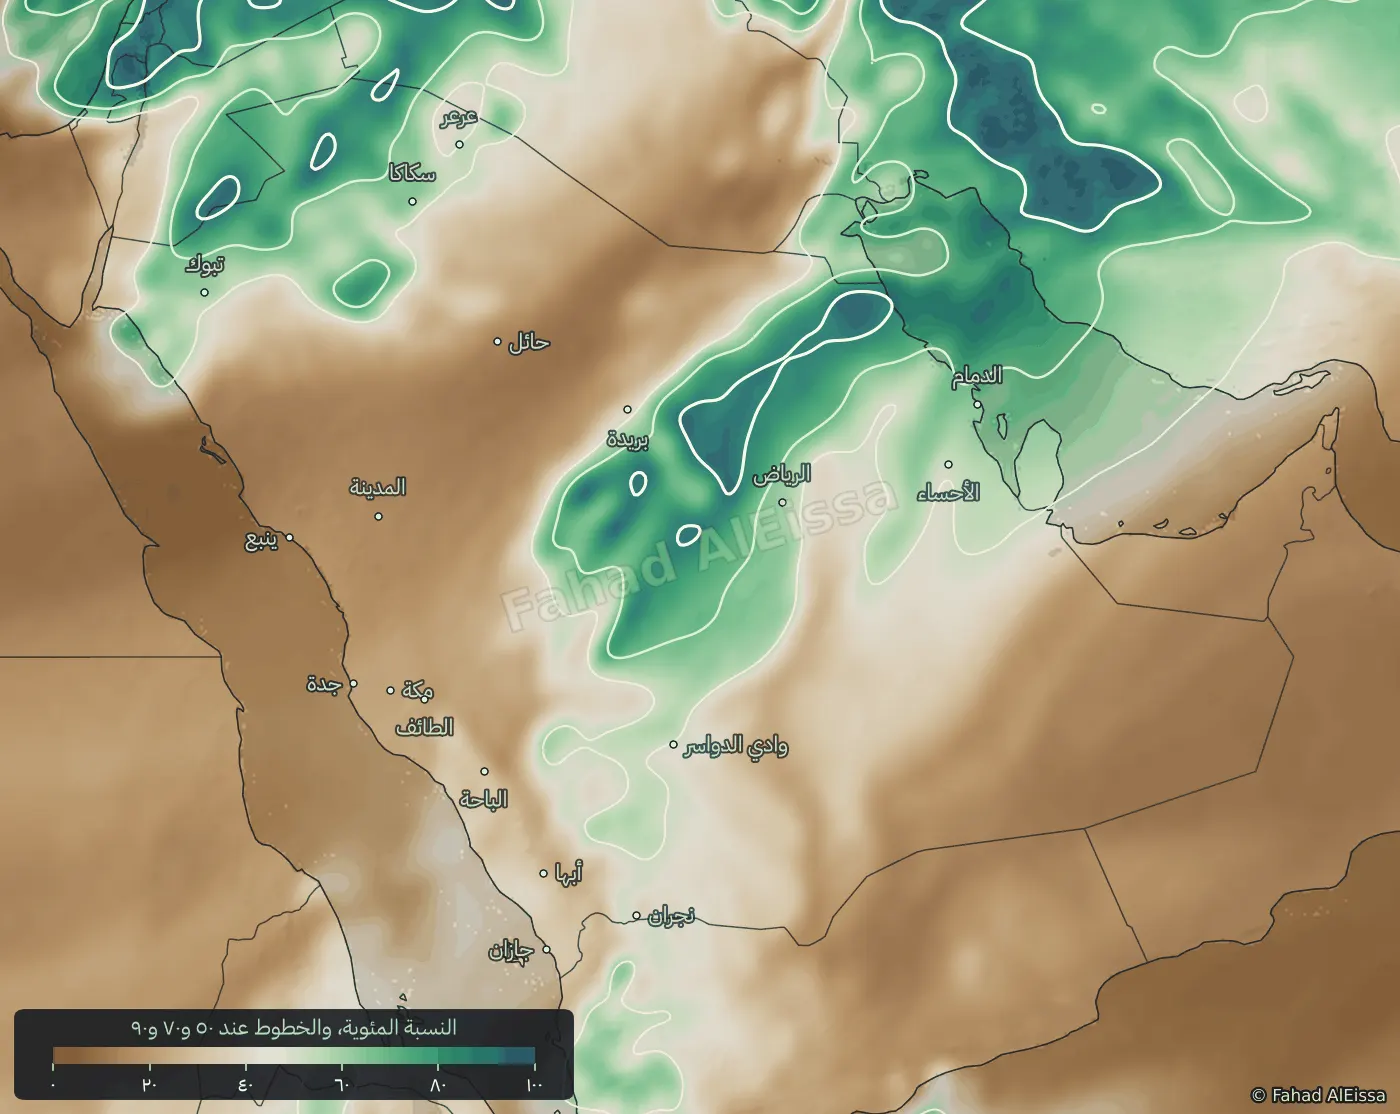 عرعر
سكاكا
تبوك
حائل
الدمام
بريدة
الرياض
المدينة
الأحساء
ينبع
Fahad AlEissa
جدة
مكة
الطائف
وادي الدواسر
الباحة
أبها
نجران
جازان
النسبة المئوية، والخطوط عند ٥٠ و٧٠ و٩٠
٠ ٢٠ ٤٠ ٦٠ ٨٠ ١٠٠
© Fahad AlEissa